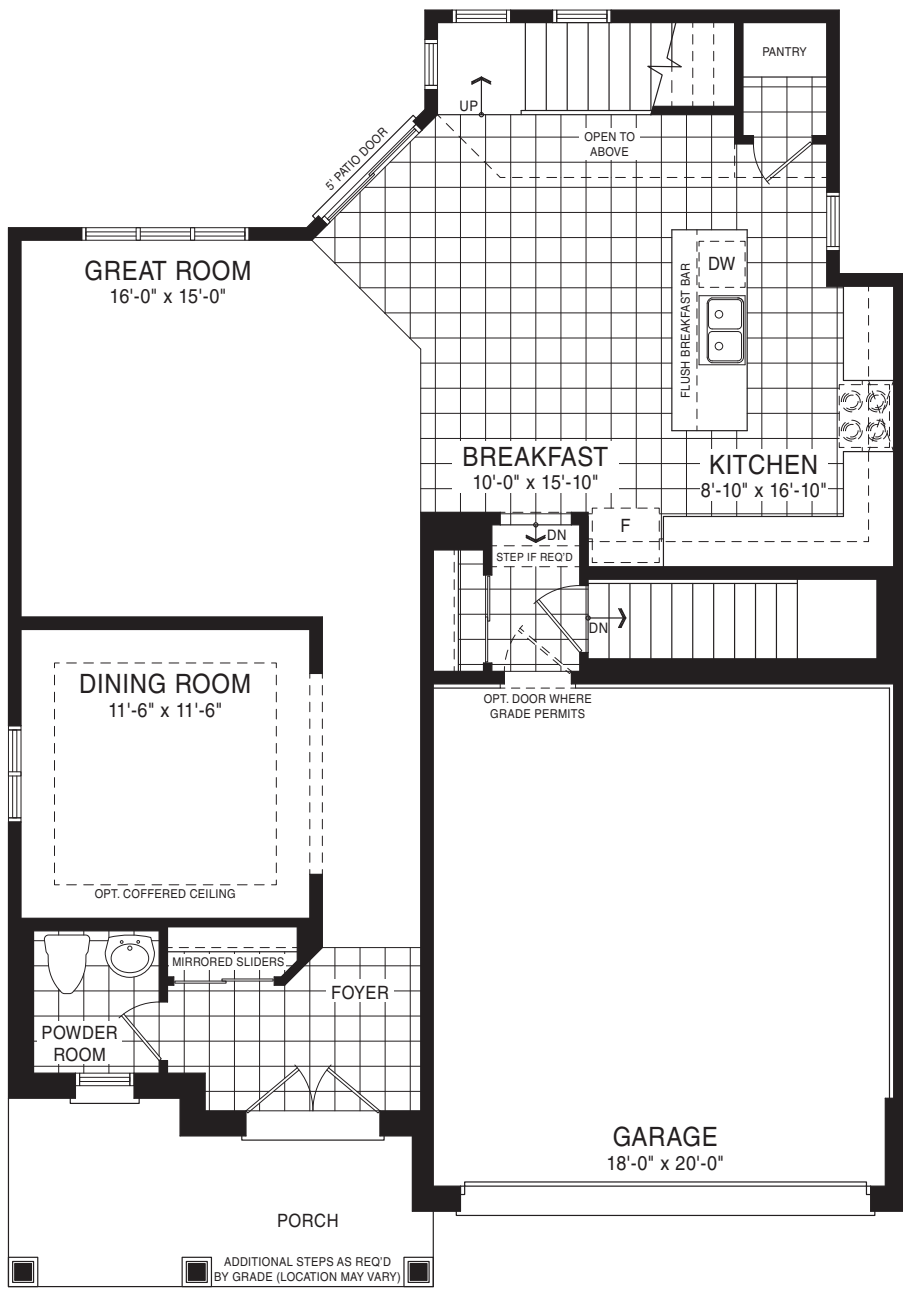 PANTRY
UP
OPEN TO
ABOVE
5' PATIO DOOR
GREAT ROOM
16'-0" x 15'-0"
DW
FLUSH BREAKFAST BAR
BREAKFAST
10'-0" x 15'-10"
KITCHEN
8'-10" x 16'-10"
F
DN
STEP IF REQ'D
DN
DINING ROOM
11'-6" x 11'-6"
OPT. DOOR WHERE
GRADE PERMITS
OPT. COFFERED CEILING
MIRRORED SLIDERS
FOYER
POWDER
ROOM
GARAGE
18'-0" x 20'-0"
PORCH
ADDITIONAL STEPS AS REQ'D
BY GRADE (LOCATION MAY VARY)